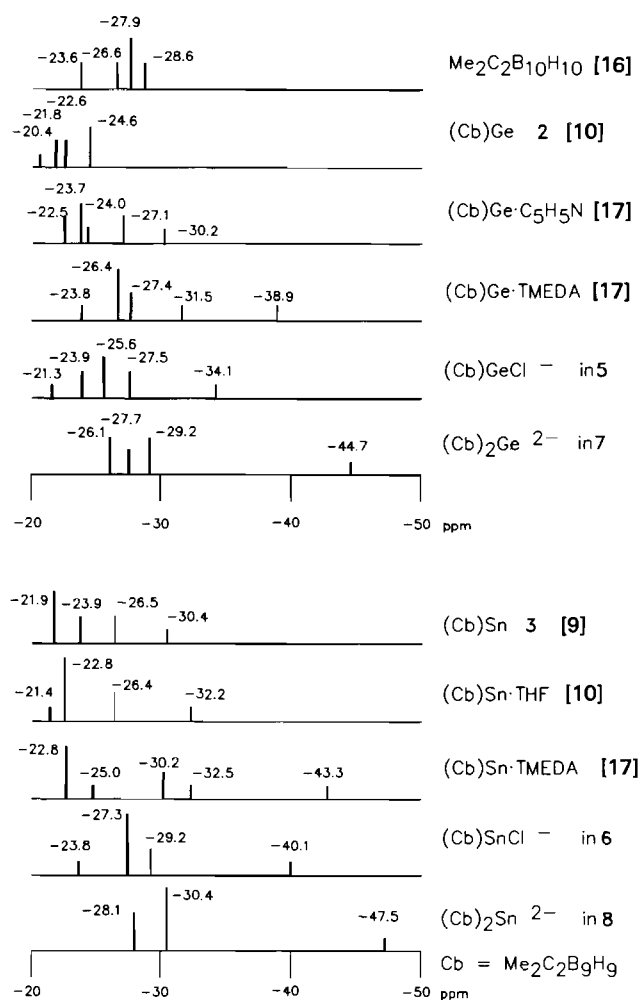 −27.9
−23.6 −26.6 −28.6 Me₂C₂B₁₀H₁₀ [16]
−22.6
−21.8
−20.4 −24.6 (Cb)Ge 2 [10]
−23.7
−22.5 −24.0 −27.1 −30.2 (Cb)Ge·C₅H₅N [17]
−26.4
−23.8 −27.4 −31.5 −38.9 (Cb)Ge·TMEDA [17]
−25.6
−21.3 −23.9 −27.5 −34.1 (Cb)GeCl ⁻ in 5
−27.7
−26.1 −29.2 −44.7 (Cb)₂Ge ²⁻ in 7
−20 −30 −40 −50 ppm
−21.9 −23.9 −26.5 −30.4 (Cb)Sn 3 [9]
−22.8
−21.4 −26.4 −32.2 (Cb)Sn·THF [10]
−22.8 −25.0 −30.2 −32.5 −43.3 (Cb)Sn·TMEDA [17]
−27.3
−23.8 −29.2 −40.1 (Cb)SnCl ⁻ in 6
−30.4
−28.1 −47.5 (Cb)₂Sn ²⁻ in 8
Cb = Me₂C₂B₉H₉
−20 −30 −40 −50 ppm